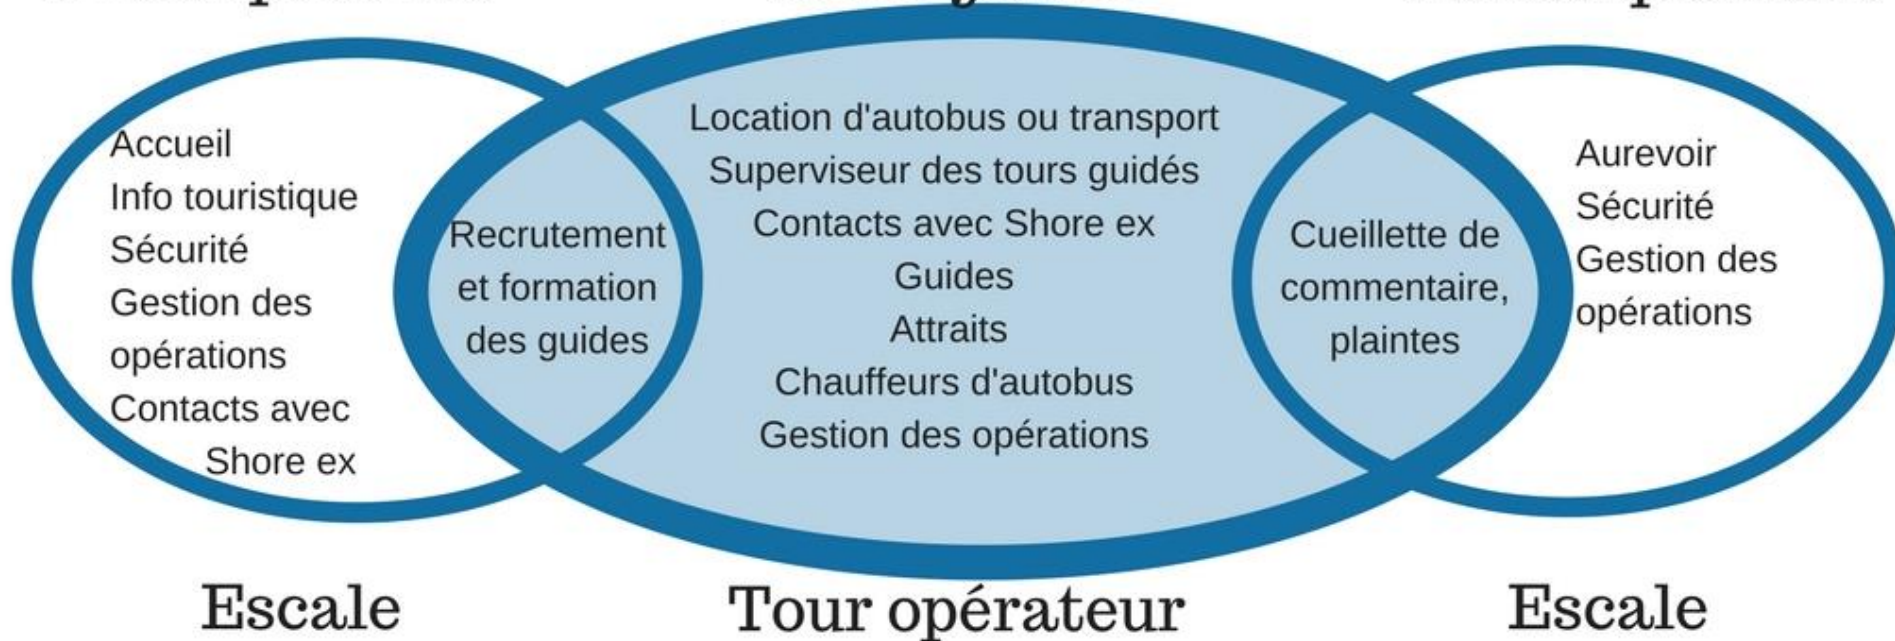 Accueil
Info touristique
Sécurité
Gestion des
opérations
Contacts avec
Shore ex
Recrutement
et formation
des guides
Location d'autobus ou transport
Superviseur des tours guidés
Contacts avec Shore ex
Guides
Attraits
Chauffeurs d'autobus
Gestion des opérations
Cueillette de
commentaire,
plaintes
Aurevoir
Sécurité
Gestion des
opérations
Escale
Tour opérateur
Escale